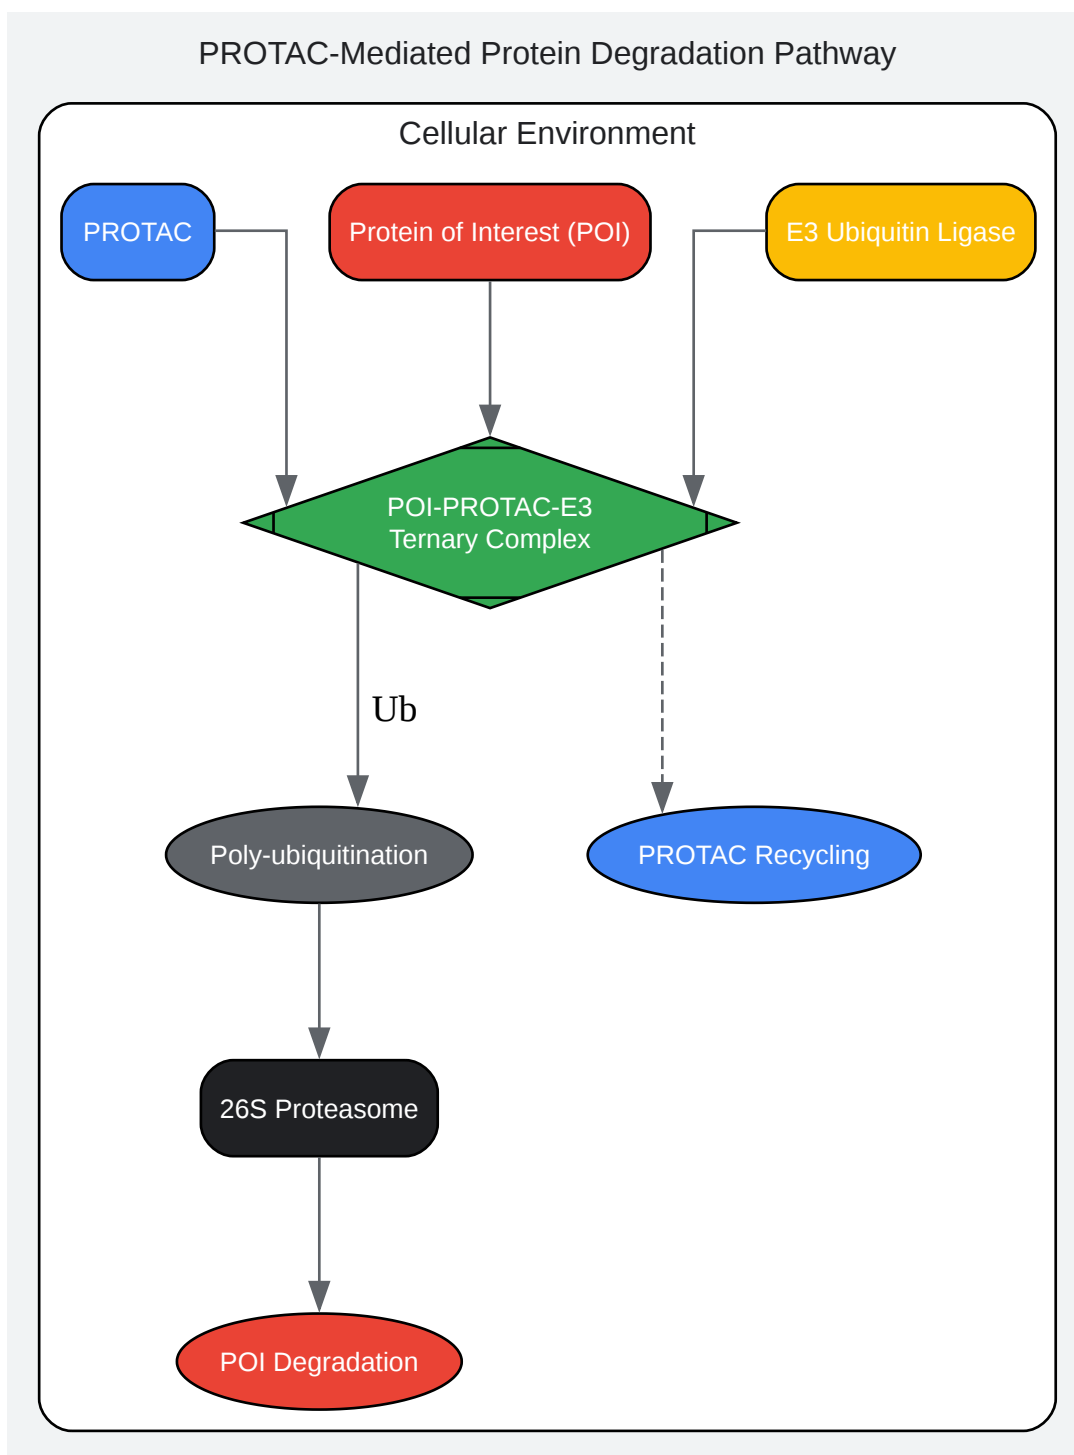 PROTAC-Mediated Protein Degradation Pathway
Cellular Environment
PROTAC
Protein of Interest (POI)
E3 Ubiquitin Ligase
POI-PROTAC-E3
Ternary Complex
Ub
Poly-ubiquitination
PROTAC Recycling
26S Proteasome
POI Degradation